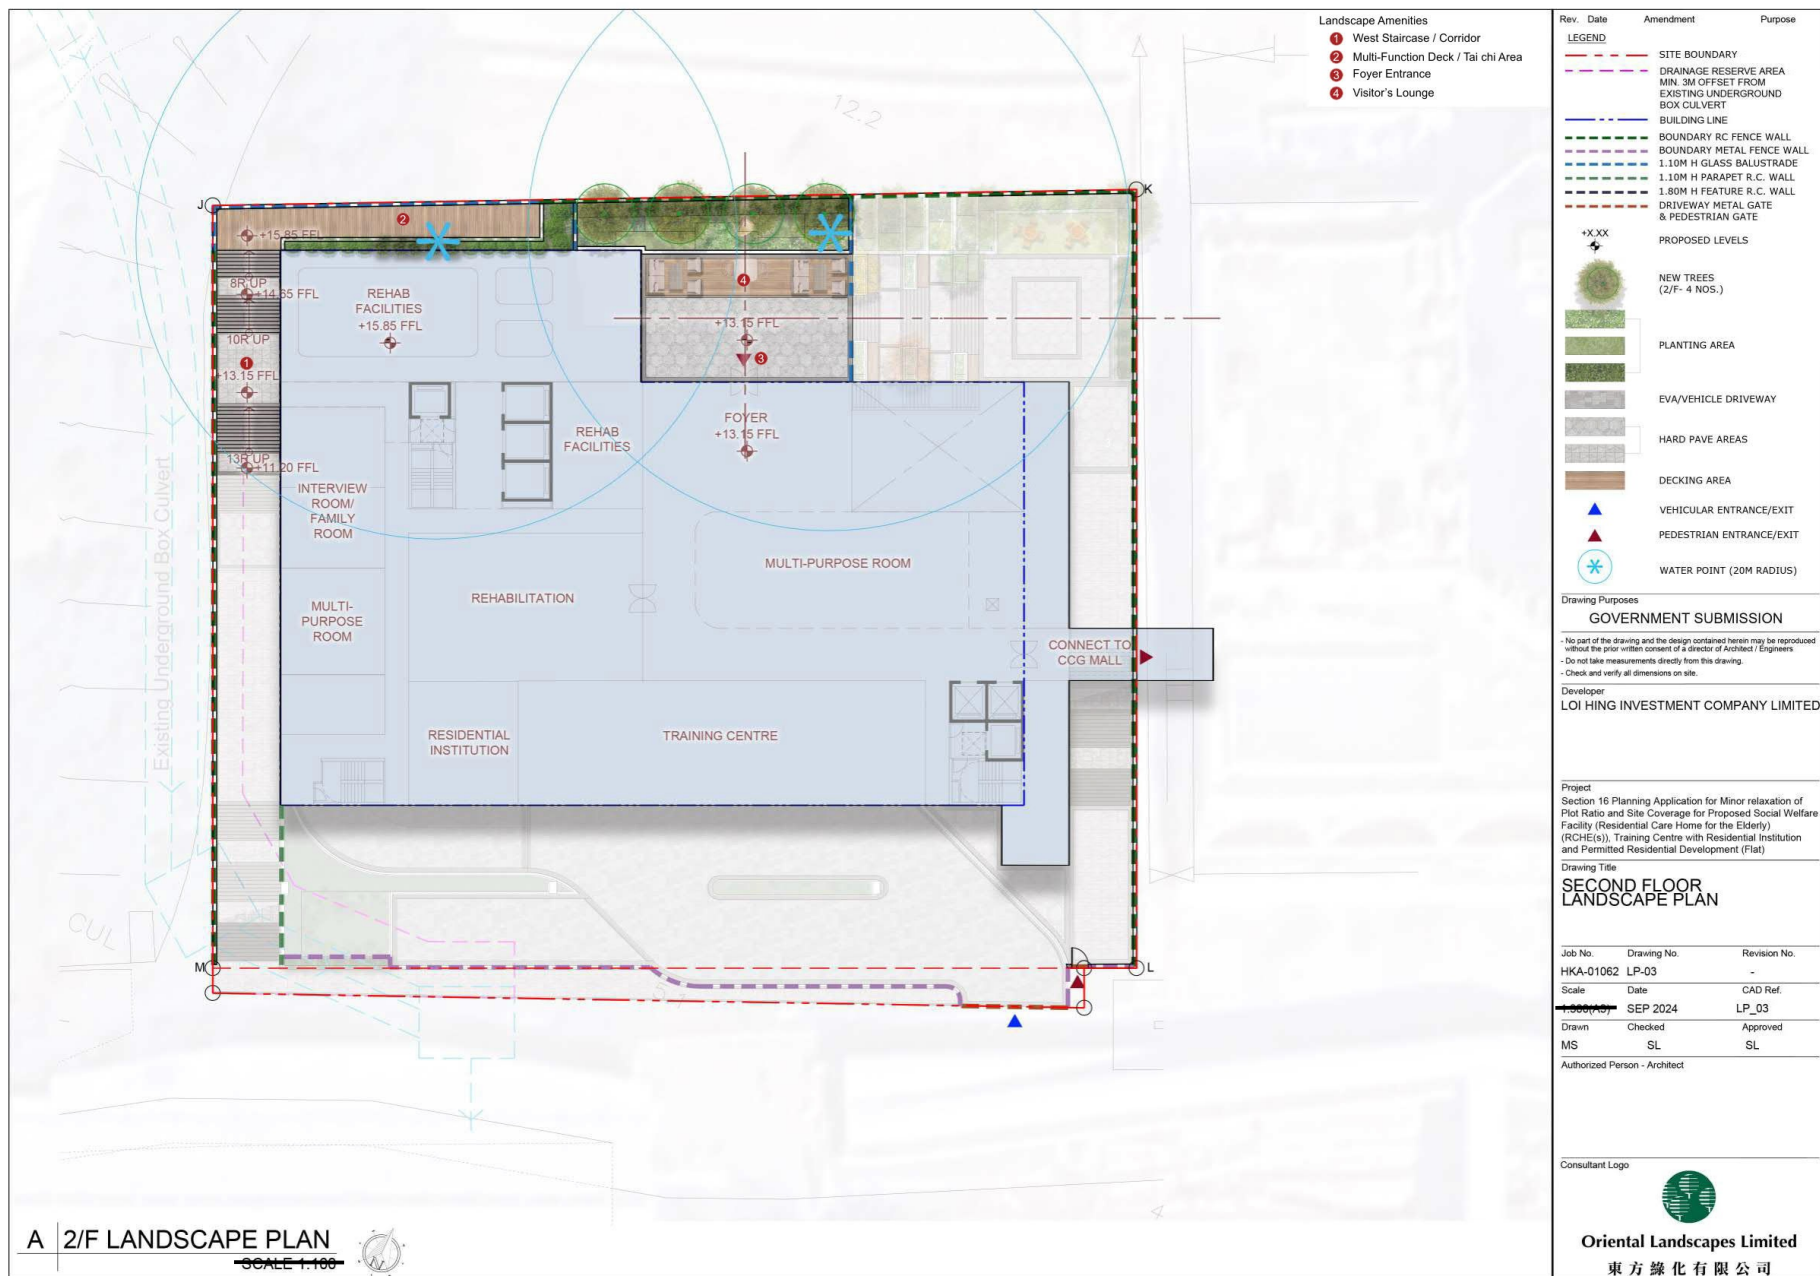 Landscape Amenities
1 West Staircase / Corridor
2 Multi-Function Deck / Tai chi Area
3 Foyer Entrance
4 Visitor's Lounge
12.2
J
K
2
+15.85 FFL
8R UP
+14.65 FFL
10R UP
1
+13.15 FFL
13R UP
+11.20 FFL
REHAB
FACILITIES
+15.85 FFL
4
+13.15 FFL
3
FOYER
+13.15 FFL
REHAB
FACILITIES
INTERVIEW
ROOM/
FAMILY
ROOM
MULTI-PURPOSE ROOM
REHABILITATION
MULTI-
PURPOSE
ROOM
CONNECT TO
CCG MALL
RESIDENTIAL
INSTITUTION
TRAINING CENTRE
Existing Underground Box Culvert
CUL
M
L
A 2/F LANDSCAPE PLAN
SCALE 1:100
N
Rev. Date Amendment Purpose
LEGEND
SITE BOUNDARY
DRAINAGE RESERVE AREA
MIN. 3M OFFSET FROM
EXISTING UNDERGROUND
BOX CULVERT
BUILDING LINE
BOUNDARY RC FENCE WALL
BOUNDARY METAL FENCE WALL
1.10M H GLASS BALUSTRADE
1.10M H PARAPET R.C. WALL
1.80M H FEATURE R.C. WALL
DRIVEWAY METAL GATE
& PEDESTRIAN GATE
+X.XX
PROPOSED LEVELS
NEW TREES
(2/F- 4 NOS.)
PLANTING AREA
EVA/VEHICLE DRIVEWAY
HARD PAVE AREAS
DECKING AREA
VEHICULAR ENTRANCE/EXIT
PEDESTRIAN ENTRANCE/EXIT
WATER POINT (20M RADIUS)
Drawing Purposes
GOVERNMENT SUBMISSION
- No part of the drawing and the design contained herein may be reproduced
without the prior written consent of a director of Architect / Engineers
- Do not take measurements directly from this drawing.
- Check and verify all dimensions on site.
Developer
LOI HING INVESTMENT COMPANY LIMITED
Project
Section 16 Planning Application for Minor relaxation of
Plot Ratio and Site Coverage for Proposed Social Welfare
Facility (Residential Care Home for the Elderly)
(RCHE(s)), Training Centre with Residential Institution
and Permitted Residential Development (Flat)
Drawing Title
SECOND FLOOR
LANDSCAPE PLAN
Job No. Drawing No. Revision No.
HKA-01062 LP-03 -
Scale Date CAD Ref.
SEP 2024 LP_03
Drawn Checked Approved
MS SL SL
Authorized Person - Architect
Consultant Logo
Oriental Landscapes Limited
東方綠化有限公司